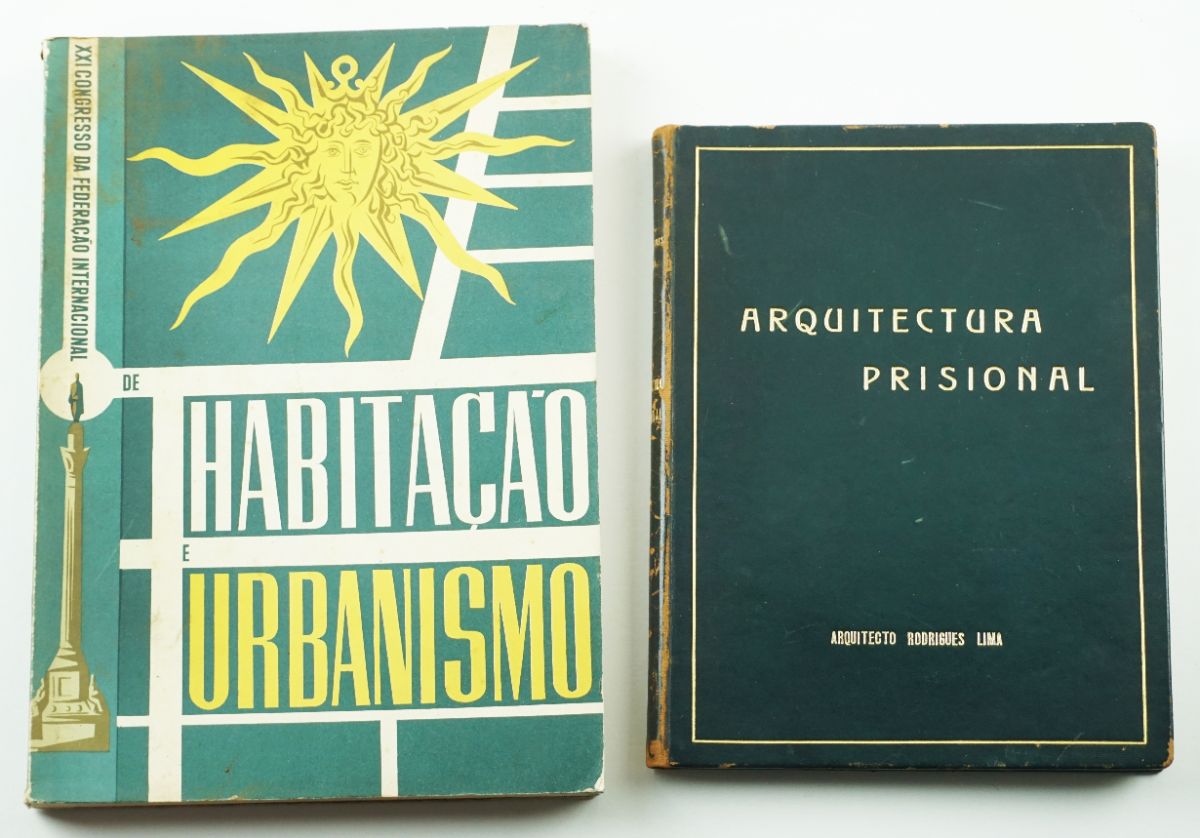 XXI CONGRESSO DA FEDERAÇÃO INTERNACIONAL
DE
HABITAÇÃO
E
URBANISMO
ARQUITECTURA
PRISIONAL
ARQUITECTO RODRIGUES LIMA